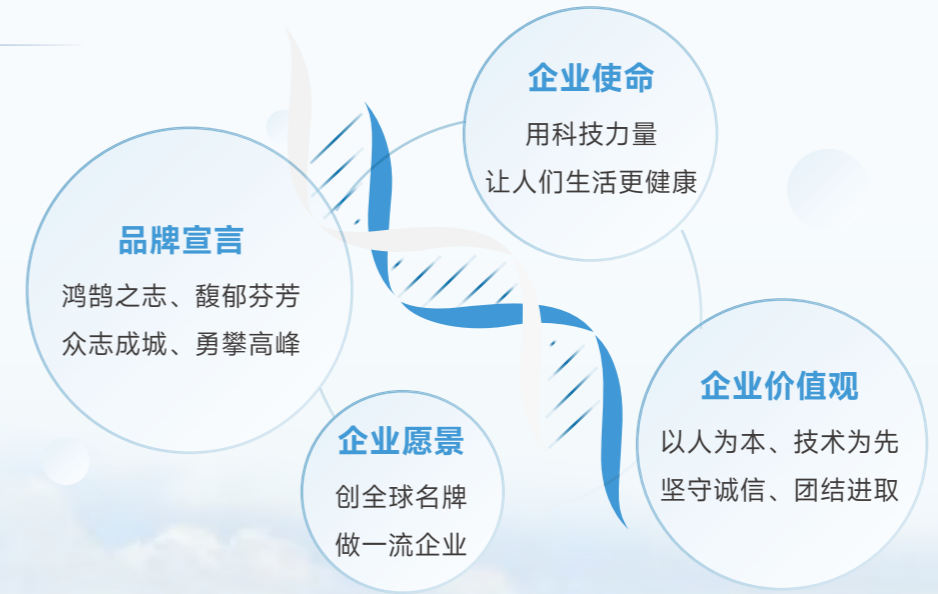 企业使命
用科技力量
让人们生活更健康
品牌宣言
鸿鹄之志、馥郁芬芳
众志成城、勇攀高峰
企业价值观
以人为本、技术为先
坚守诚信、团结进取
企业愿景
创全球名牌
做一流企业